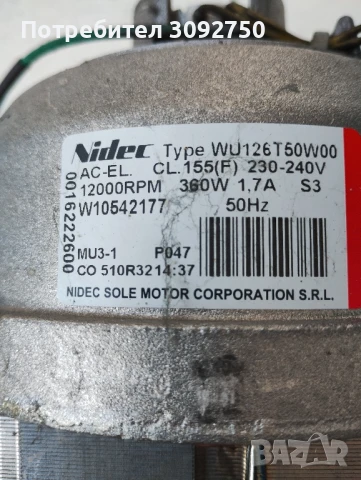 Потребител 3092750
Nidec Type WU126T50W00
AC-EL. CL.155(F) 230-240V
12000RPM 360W 1,7A S3
W10542177 50Hz
MU3-1 P047
CO 510R3214:37
NIDEC SOLE MOTOR CORPORATION S.R.L.
0016222600
BAZAR